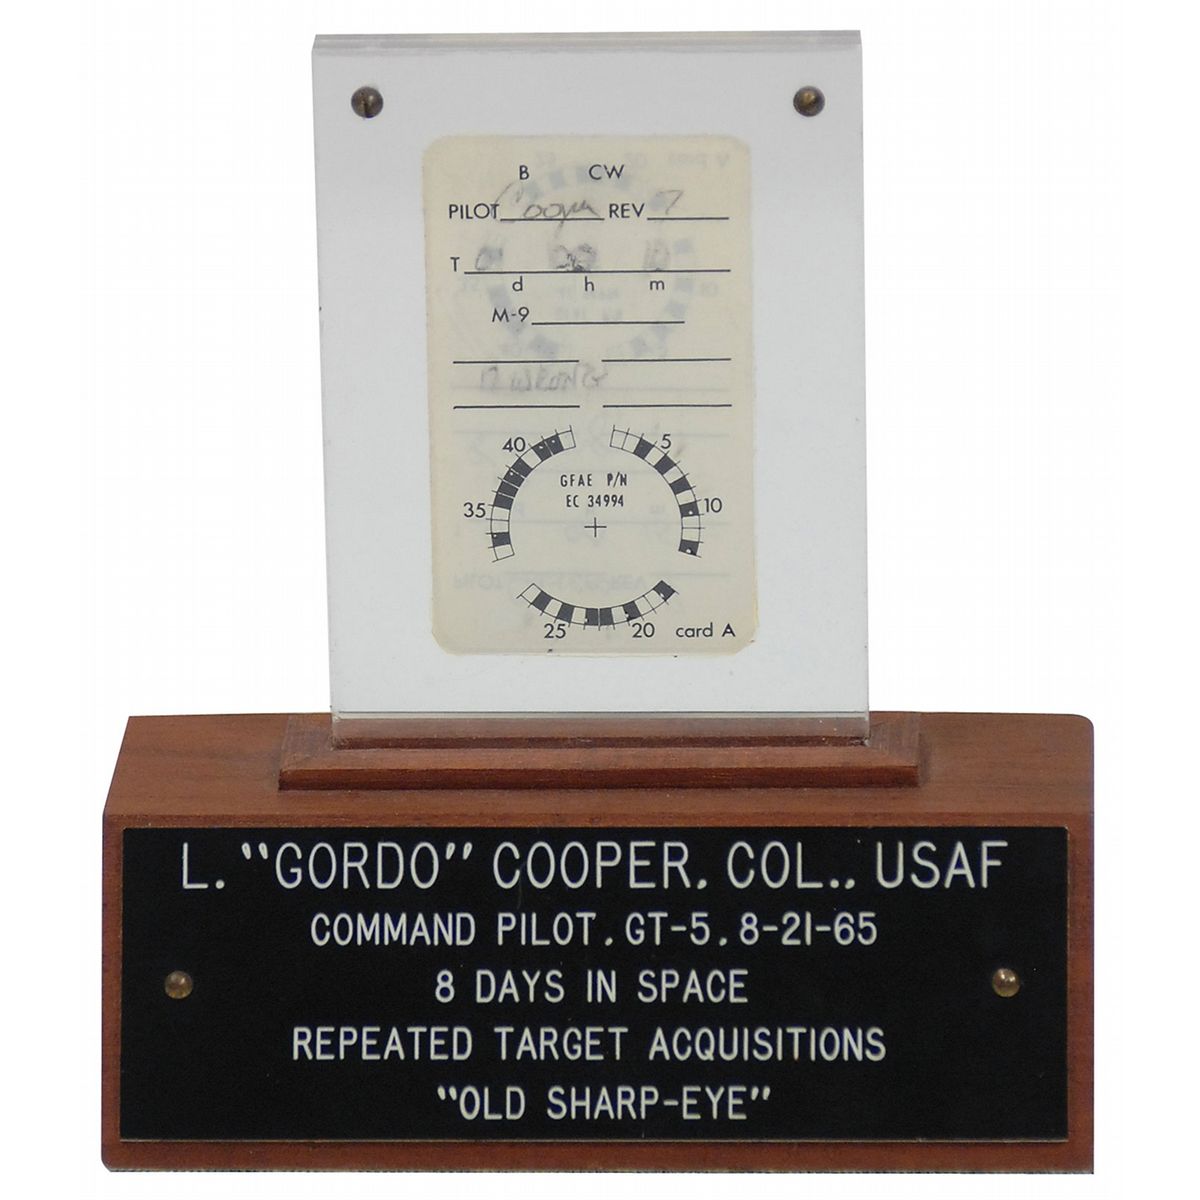 B CW
PILOT Cooper REV 7
T 0
d h m
M-9
40 5
GFAE P/N
35 EC 34994 10
25 20 card A
L. "GORDO" COOPER, COL., USAF
COMMAND PILOT, GT-5, 8-21-65
8 DAYS IN SPACE
REPEATED TARGET ACQUISITIONS
"OLD SHARP-EYE"